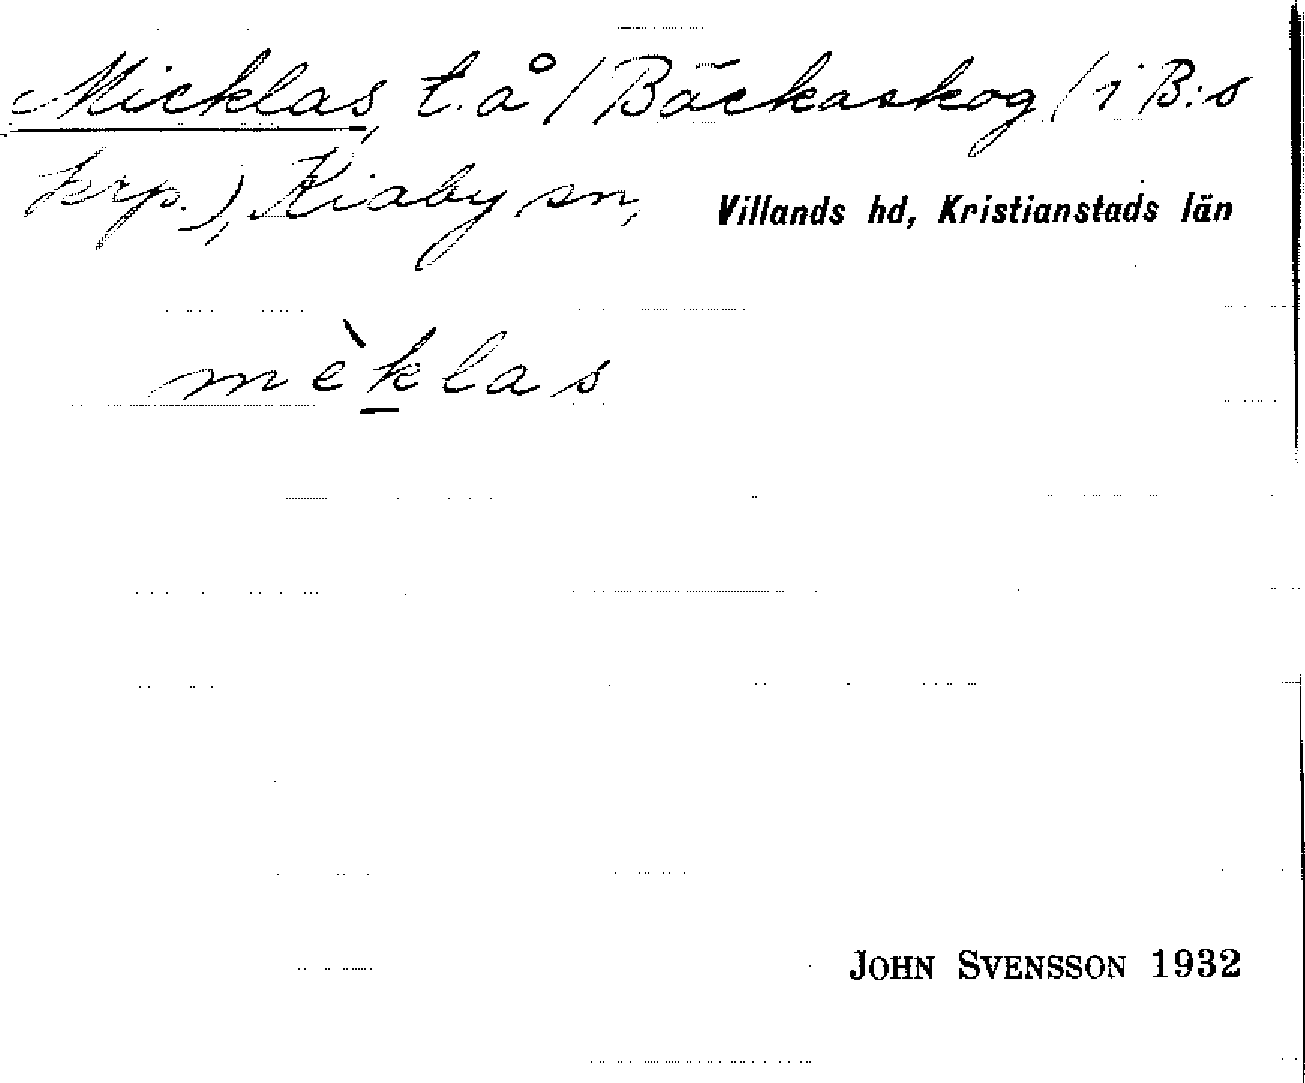 Micklas, t. å / Bäckaskog (i B:s
krp.), Kiaby sn, Villands hd, Kristianstads län
mèklas
JOHN SVENSSON 1932